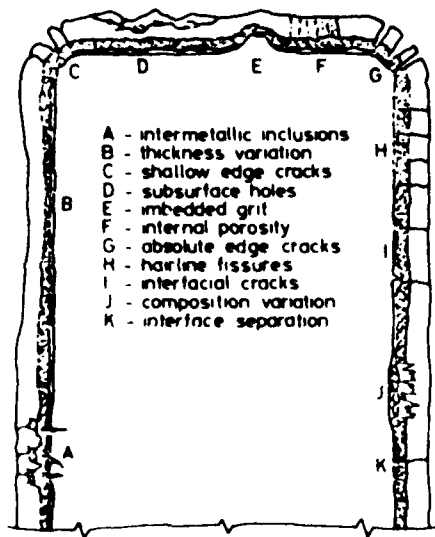 C D E F G
H
B
I
J
A
K
A - intermetallic inclusions
B - thickness variation
C - shallow edge cracks
D - subsurface holes
E - imbedded grit
F - internal porosity
G - absolute edge cracks
H - hairline fissures
I - interfacial cracks
J - composition variation
K - interface separation